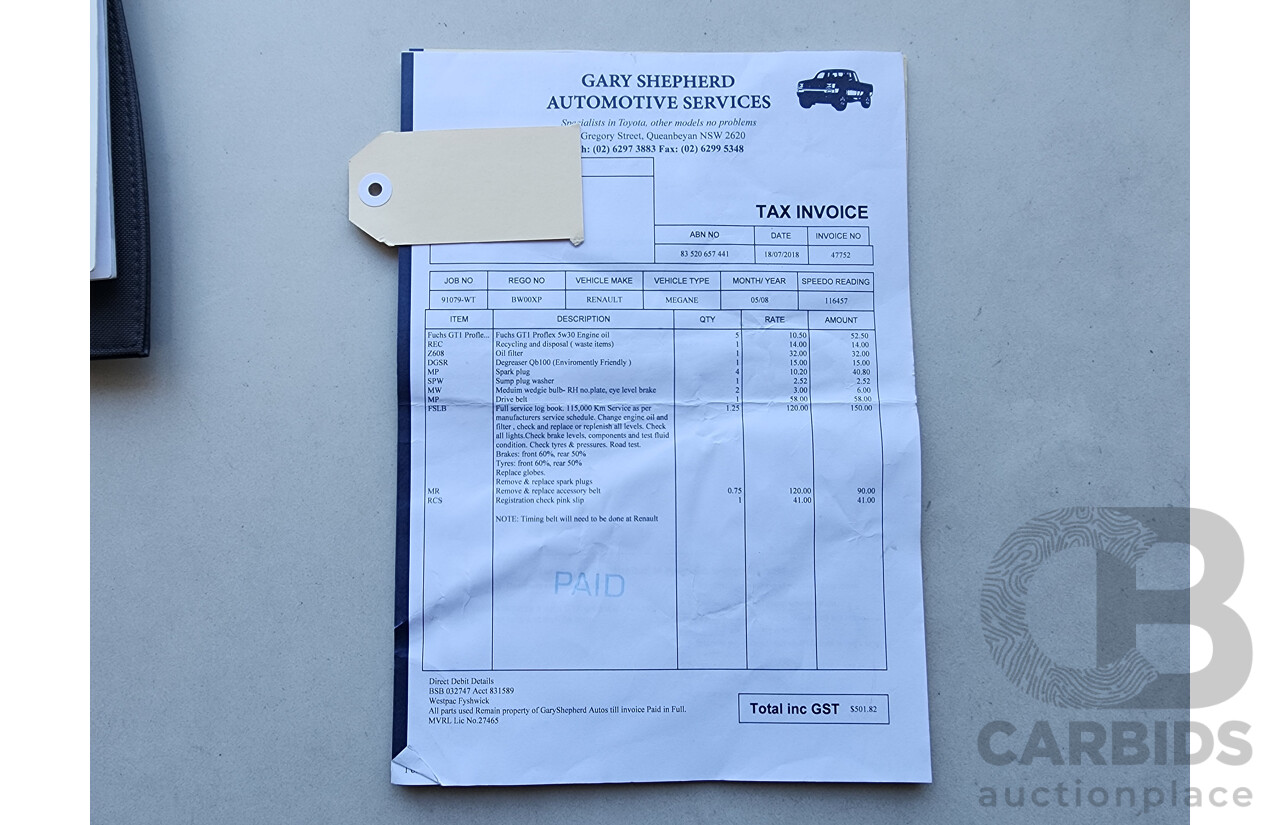 GARY SHEPHERD
AUTOMOTIVE SERVICES
Specialists in Toyota, other models no problems
Gregory Street, Queanbeyan NSW 2620
h: (02) 6297 3883 Fax: (02) 6299 5348
TAX INVOICE
ABN NO DATE INVOICE NO
83 520 657 441 18/07/2018 47752
JOB NO REGO NO VEHICLE MAKE VEHICLE TYPE MONTH/ YEAR SPEEDO READING
91079-WT BW00XP RENAULT MEGANE 05/08 116457
ITEM DESCRIPTION QTY RATE AMOUNT
Fuchs GT1 Profle... Fuchs GT1 Proflex 5w30 Engine oil 5 10.50 52.50
REC Recycling and disposal ( waste items) 1 14.00 14.00
Z608 Oil filter 1 32.00 32.00
DGSR Degreaser Qb100 (Enviromently Friendly ) 1 15.00 15.00
MP Spark plug 4 10.20 40.80
SPW Sump plug washer 1 2.52 2.52
MW Meduim wedgie bulb- RH no.plate, eye level brake 2 3.00 6.00
MP Drive belt 1 58.00 58.00
FSLB Full service log book. 115,000 Km Service as per 1.25 120.00 150.00
manufacturers service schedule. Change engine oil and
filter , check and replace or replenish all levels. Check
all lights.Check brake levels, components and test fluid
condition. Check tyres & pressures. Road test.
Brakes: front 60%, rear 50%
Tyres: front 60%, rear 50%
Replace globes.
Remove & replace spark plugs
MR Remove & replace accessory belt 0.75 120.00 90.00
RCS Registration check pink slip 1 41.00 41.00
NOTE: Timing belt will need to be done at Renault
PAID
Direct Debit Details
BSB 032747 Acct 831589
Westpac Fyshwick
All parts used Remain property of GaryShepherd Autos till invoice Paid in Full.
MVRL Lic No.27465
Total inc GST $501.82
CB
CARBIDS
auctionplace